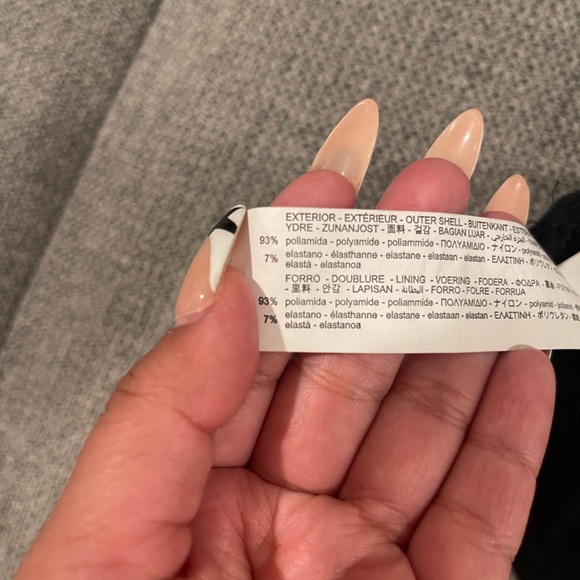 EXTERIOR - EXTÉRIEUR - OUTER SHELL - BUITENKANT -
YDRE - ZUNANJOST - 面料 - 겉감 - BAGIAN LUAR -
93% poliamida - polyamide - poliammide - ΠΟΛΥΑΜΙΔΙΟ - ナイロン -
7% elastano - élasthanne - elastane - elastaan - elastan - ΕΛΑΣΤΙΝΗ - ポリウレタン -
elastà - elastanoa
FORRO - DOUBLURE - LINING - VOERING - FODERA - ΦΟΔΡΑ -
- 里料 - 안감 - LAPISAN - البطانة - FORRO - FOLRE - FORRUA
93% poliamida - polyamide - poliammide - ΠΟΛΥΑΜΙΔΙΟ - ナイロン - polyamid -
7% elastano - élasthanne - elastane - elastaan - elastan - ΕΛΑΣΤΙΝΗ - ポリウレタン -
elastà - elastanoa